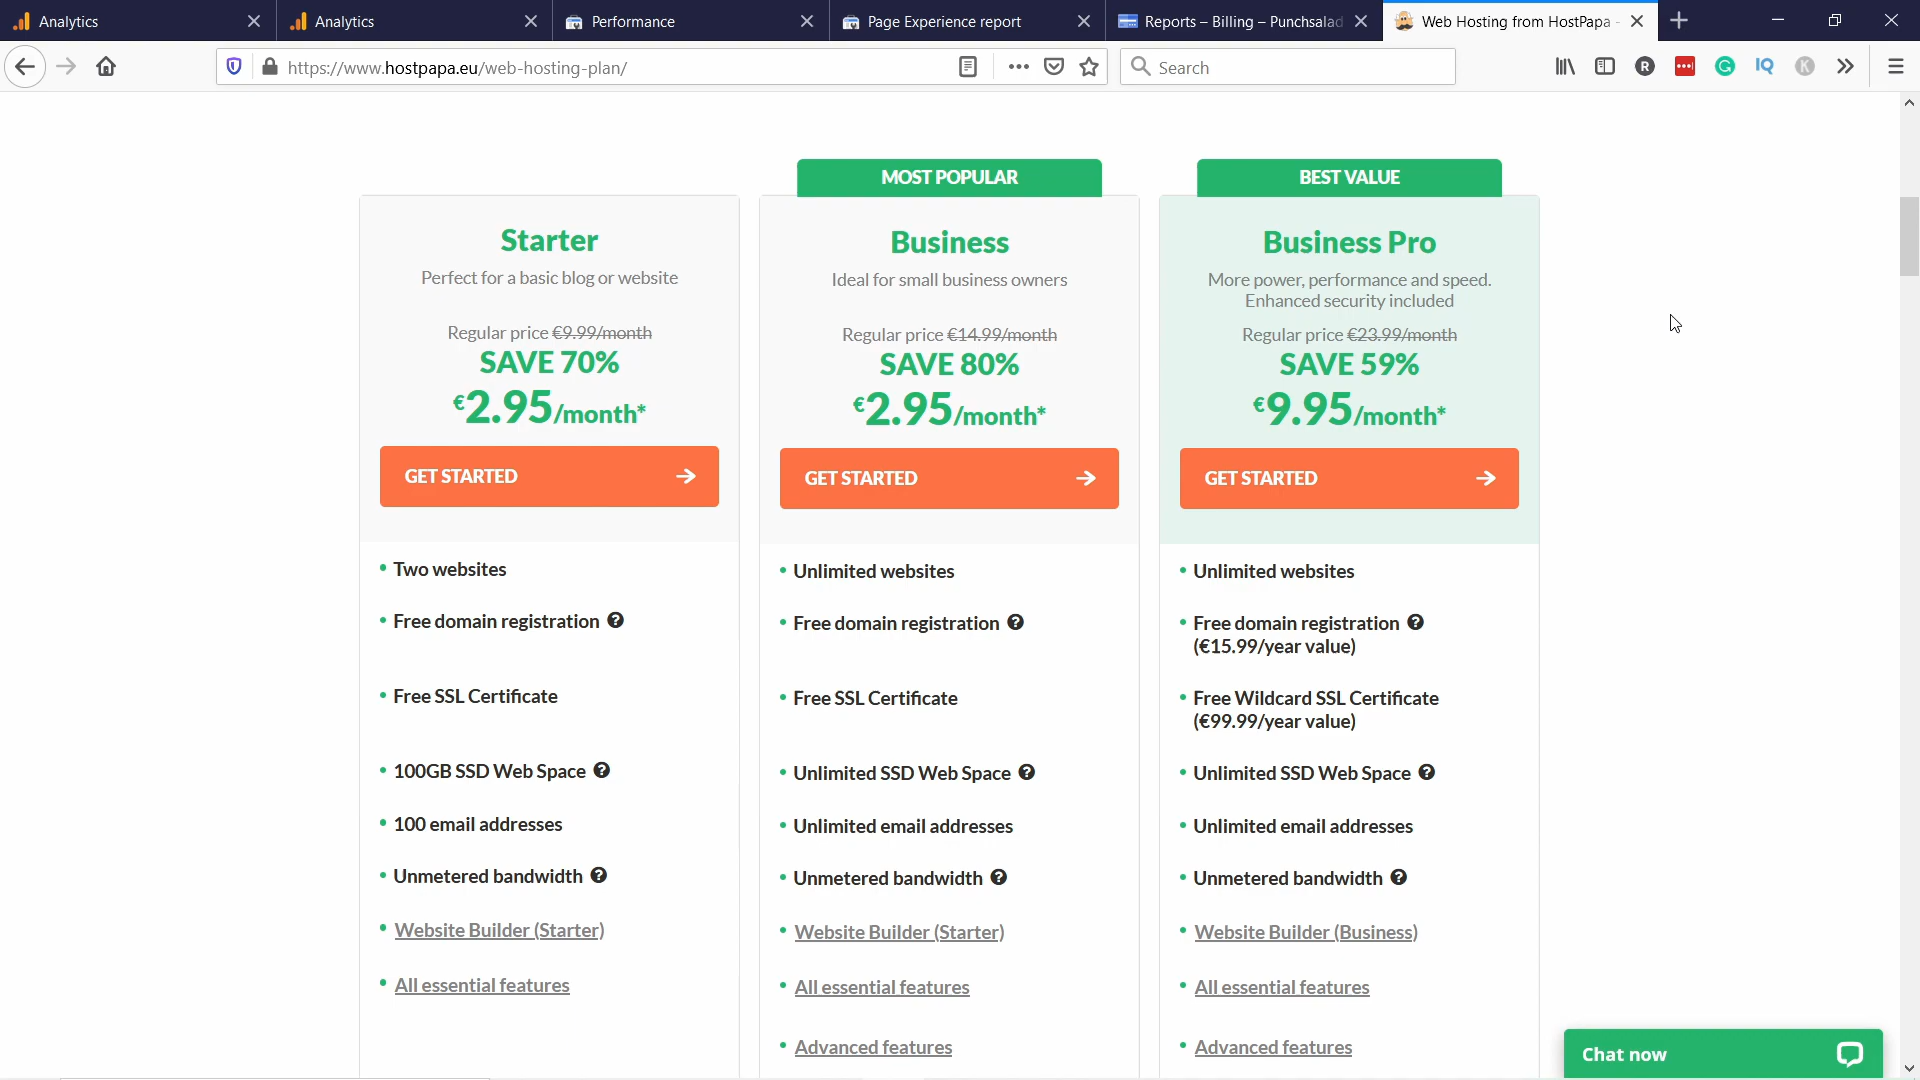 Analytics
Analytics
Performance
Page Experience report
Reports – Billing – Punchsalad
Web Hosting from HostPapa -
https://www.hostpapa.eu/web-hosting-plan/
Search
R
IQ
K
MOST POPULAR
BEST VALUE
Starter
Perfect for a basic blog or website
Regular price €9.99/month
SAVE 70%
€2.95/month*
GET STARTED
Two websites
Free domain registration
Free SSL Certificate
100GB SSD Web Space
100 email addresses
Unmetered bandwidth
Website Builder (Starter)
All essential features
Business
Ideal for small business owners
Regular price €14.99/month
SAVE 80%
€2.95/month*
GET STARTED
Unlimited websites
Free domain registration
Free SSL Certificate
Unlimited SSD Web Space
Unlimited email addresses
Unmetered bandwidth
Website Builder (Starter)
All essential features
Advanced features
Business Pro
More power, performance and speed.
Enhanced security included
Regular price €23.99/month
SAVE 59%
€9.95/month*
GET STARTED
Unlimited websites
Free domain registration
(€15.99/year value)
Free Wildcard SSL Certificate
(€99.99/year value)
Unlimited SSD Web Space
Unlimited email addresses
Unmetered bandwidth
Website Builder (Business)
All essential features
Advanced features
Chat now